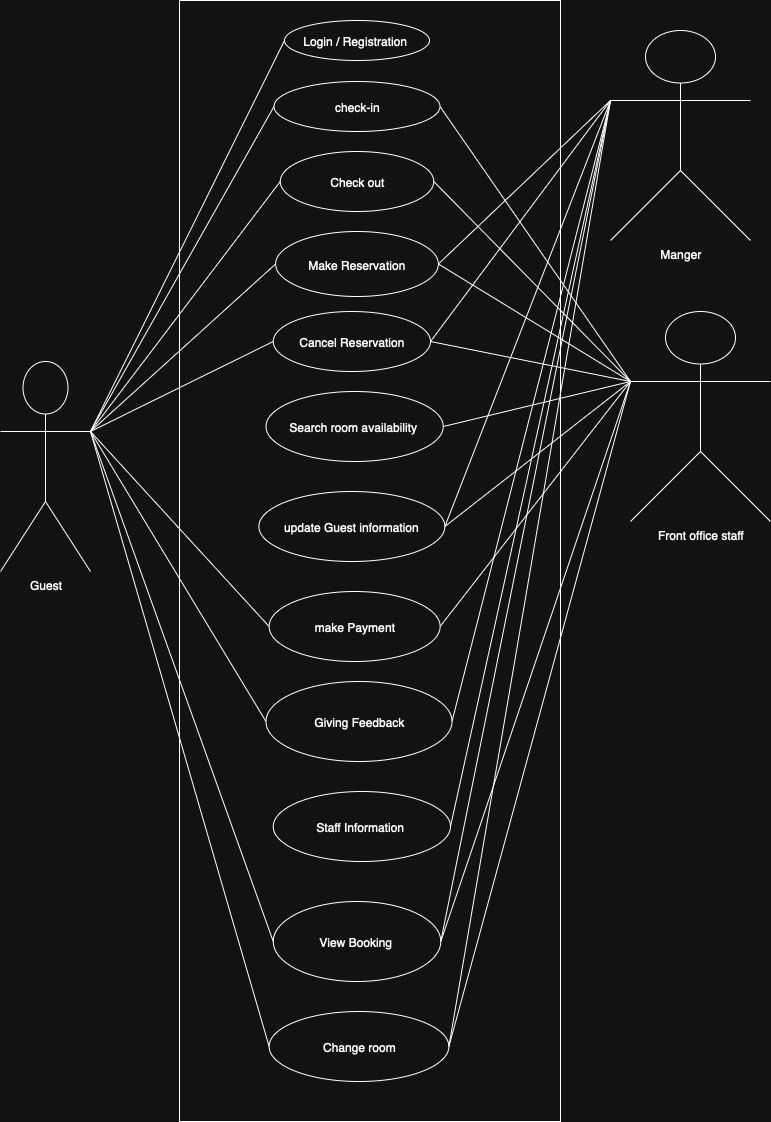 Login / Registration
check-in
Check out
Make Reservation
Cancel Reservation
Search room availability
update Guest information
make Payment
Giving Feedback
Staff Information
View Booking
Change room
Guest
Manger
Front office staff